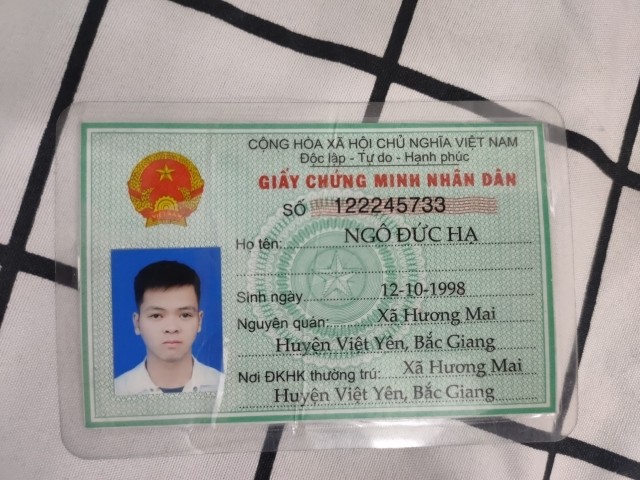 CỘNG HÒA XÃ HỘI CHỦ NGHĨA VIỆT NAM
Độc lập - Tự do - Hạnh phúc
GIẤY CHỨNG MINH NHÂN DÂN
SỐ 122245733
Họ tên: NGÔ ĐỨC HẠ
Sinh ngày 12-10-1998
Nguyên quán: Xã Hương Mai
Huyện Việt Yên, Bắc Giang
Nơi ĐKHK thường trú: Xã Hương Mai
Huyện Việt Yên, Bắc Giang